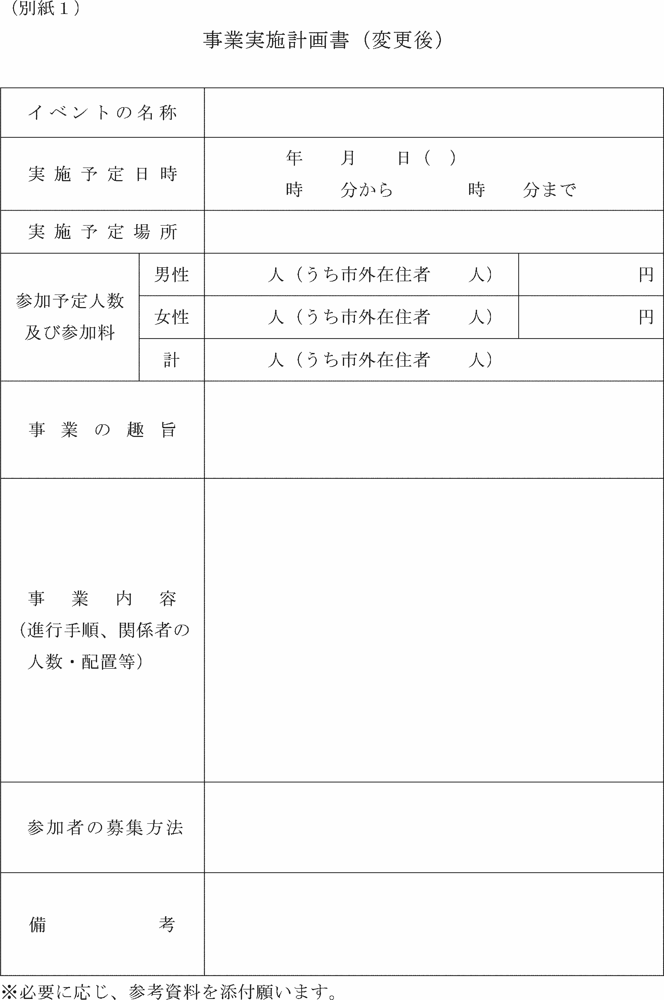 （別紙１）
事業実施計画書（変更後）
イベントの名称
実施予定日時
年　　月　　日（　）
時　　分から　　　　時　　分まで
実施予定場所
参加予定人数
及び参加料
男性
人（うち市外在住者　　人）
円
女性
人（うち市外在住者　　人）
円
計
人（うち市外在住者　　人）
事業の趣旨
事業内容
（進行手順、関係者の
人数・配置等）
参加者の募集方法
備考
※必要に応じ、参考資料を添付願います。